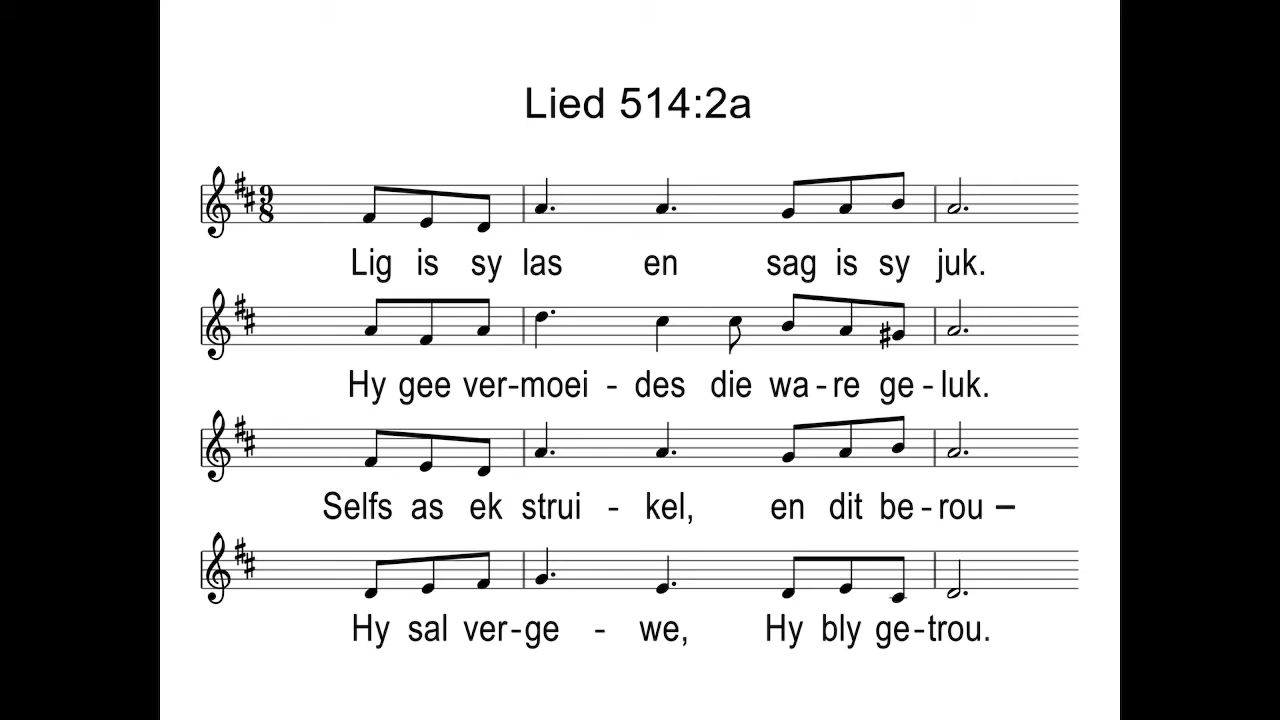 Lied 514:2a
9
8
Lig is sy las en sag is sy juk.
Hy gee ver-moei - des die wa-re ge-luk.
Selfs as ek strui - kel, en dit be-rou –
Hy sal ver-ge - we, Hy bly ge-trou.